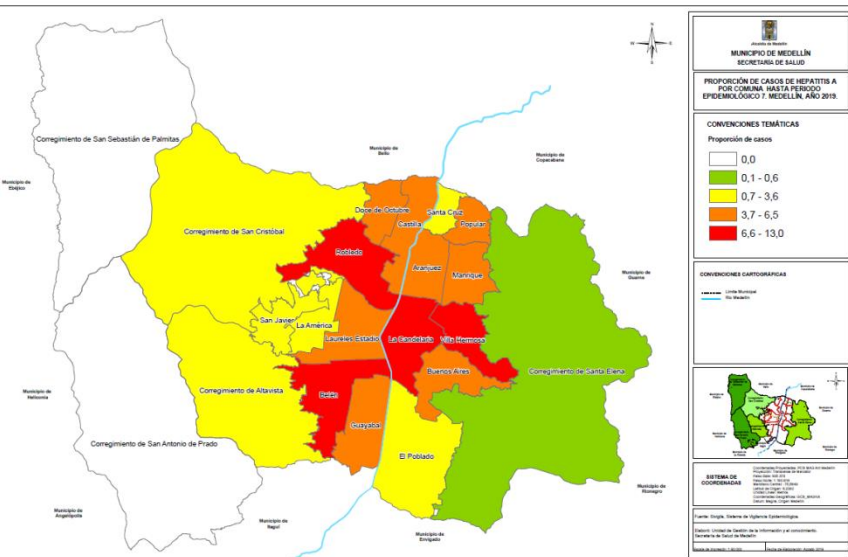 Alcaldía de Medellín
MUNICIPIO DE MEDELLÍN
SECRETARÍA DE SALUD
PROPORCIÓN DE CASOS DE HEPATITIS A
POR COMUNA HASTA PERIODO
EPIDEMIOLÓGICO 7. MEDELLÍN, AÑO 2019.
CONVENCIONES TEMÁTICAS
Proporción de casos
0,0
0,1 - 0,6
0,7 - 3,6
3,7 - 6,5
6,6 - 13,0
CONVENCIONES CARTOGRÁFICAS
Límite Municipal
Río Medellín
SISTEMA DE
COORDENADAS
Fuente: Sivigila, Sistema de Vigilancia Epidemiológica.
Elaboró: Unidad de Gestión de la información y el conocimiento.
Secretaría de Salud de Medellín
N
W
E
S
Corregimiento de San Sebastián de Palmitas
Municipio de
Bello
Municipio de
Copacabana
Municipio de
Ebéjico
Doce de Octubre
Castilla
Santa Cruz
Popular
Corregimiento de San Cristóbal
Robledo
Aranjuez
Manrique
Municipio de
Guarne
San Javier
La América
Laureles Estadio
La Candelaria
Villa Hermosa
Buenos Aires
Corregimiento de Santa Elena
Municipio de
Heliconia
Corregimiento de Altavista
Belén
Guayabal
Corregimiento de San Antonio de Prado
El Poblado
Municipio de
Rionegro
Municipio de
Angelópolis
Municipio de
Itagüí
Municipio de
Envigado